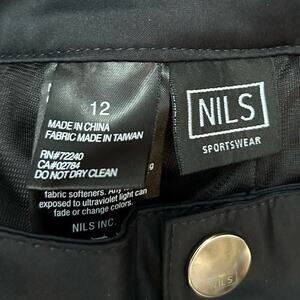 12
MADE IN CHINA
FABRIC MADE IN TAIWAN
RN#72240
CA#02784
DO NOT DRY CLEAN
fabric softeners. Any
exposed to ultraviolet light can
fade or change colors.
NILS INC.
NILS
SPORTSWEAR
NILS